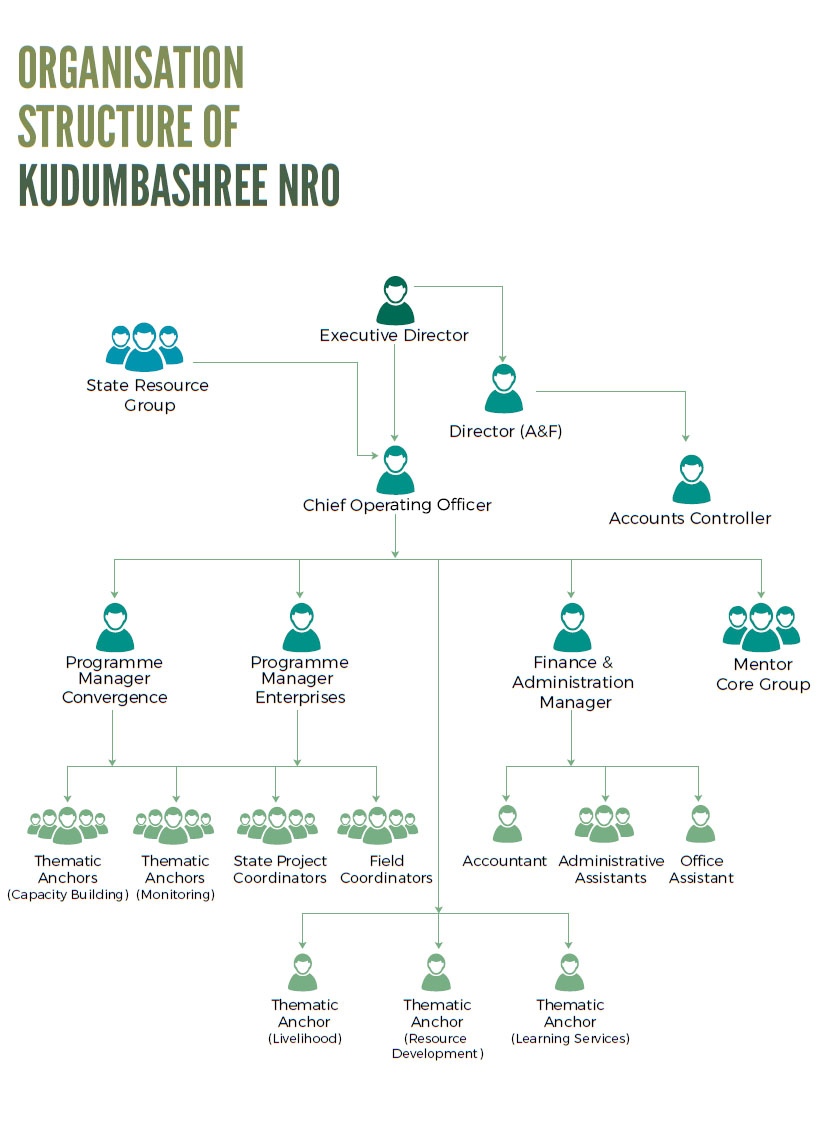 ORGANISATION
STRUCTURE OF
KUDUMBASHREE NRO
Executive Director
State Resource
Group
Director (A&F)
Chief Operating Officer
Accounts Controller
Programme
Manager
Convergence
Programme
Manager
Enterprises
Finance &
Administration
Manager
Mentor
Core Group
Thematic
Anchors
(Capacity Building)
Thematic
Anchors
(Monitoring)
State Project
Coordinators
Field
Coordinators
Accountant
Administrative
Assistants
Office
Assistant
Thematic
Anchor
(Livelihood)
Thematic
Anchor
(Resource
Development)
Thematic
Anchor
(Learning Services)